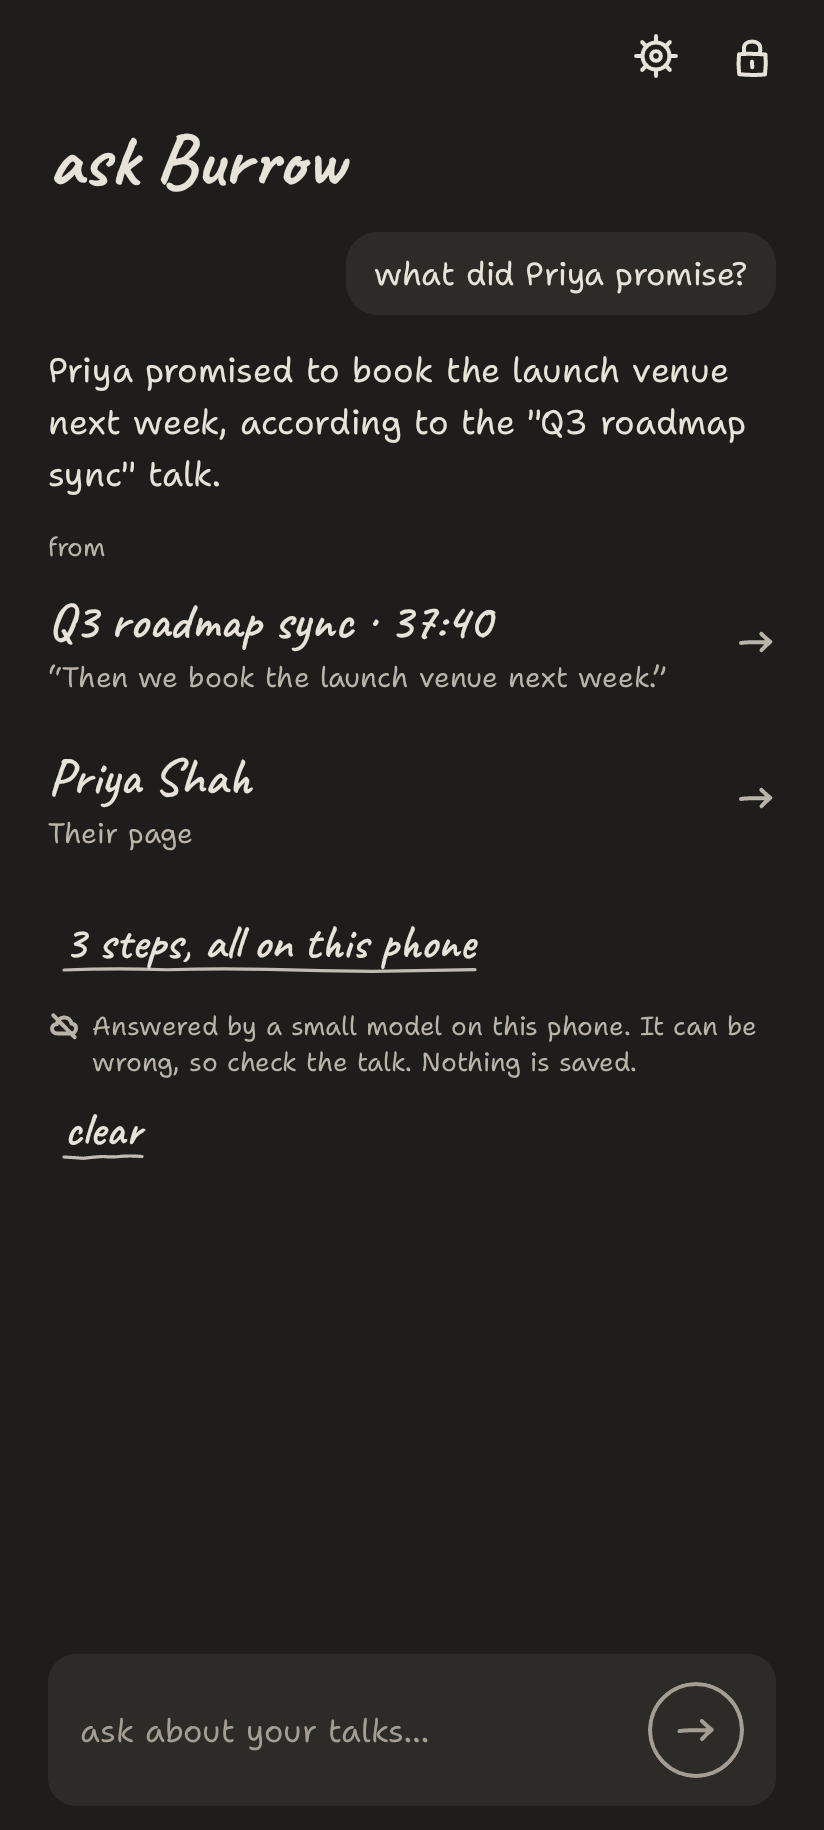 ask Burrow
what did Priya promise?
Priya promised to book the launch venue
next week, according to the "Q3 roadmap
sync" talk.
from
Q3 roadmap sync · 37:40
“Then we book the launch venue next week.”
Priya Shah
Their page
3 steps, all on this phone
Answered by a small model on this phone. It can be
wrong, so check the talk. Nothing is saved.
clear
ask about your talks...